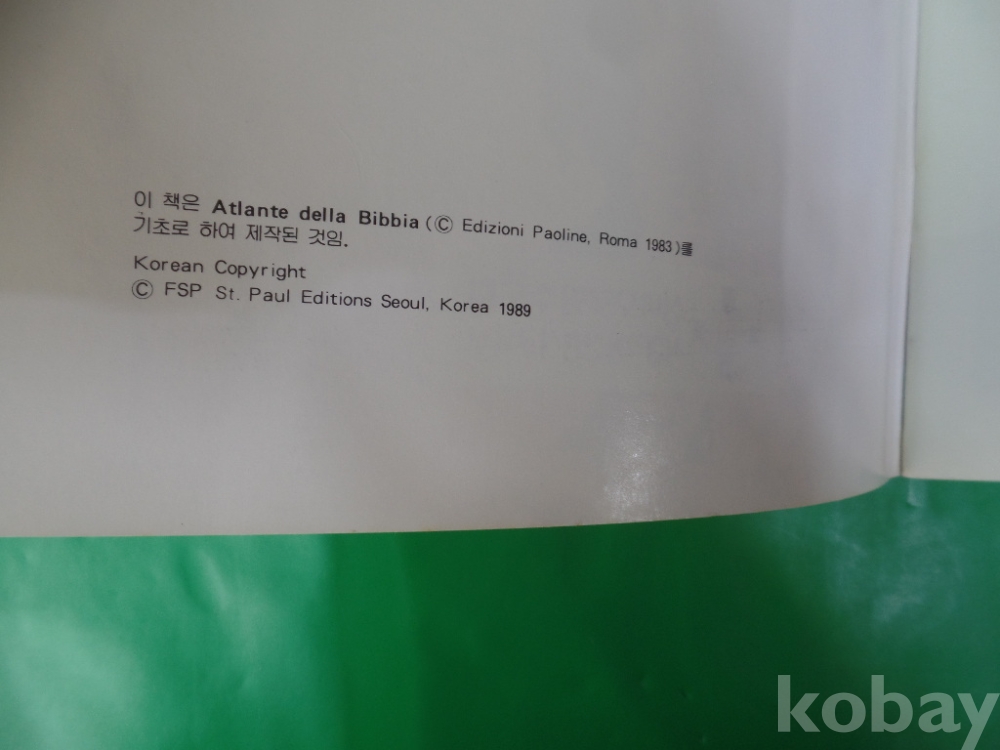 이 책은 Atlante della Bibbia (© Edizioni Paoline, Roma 1983)를
기초로 하여 제작된 것임.
Korean Copyright
© FSP St. Paul Editions Seoul, Korea 1989
kobay